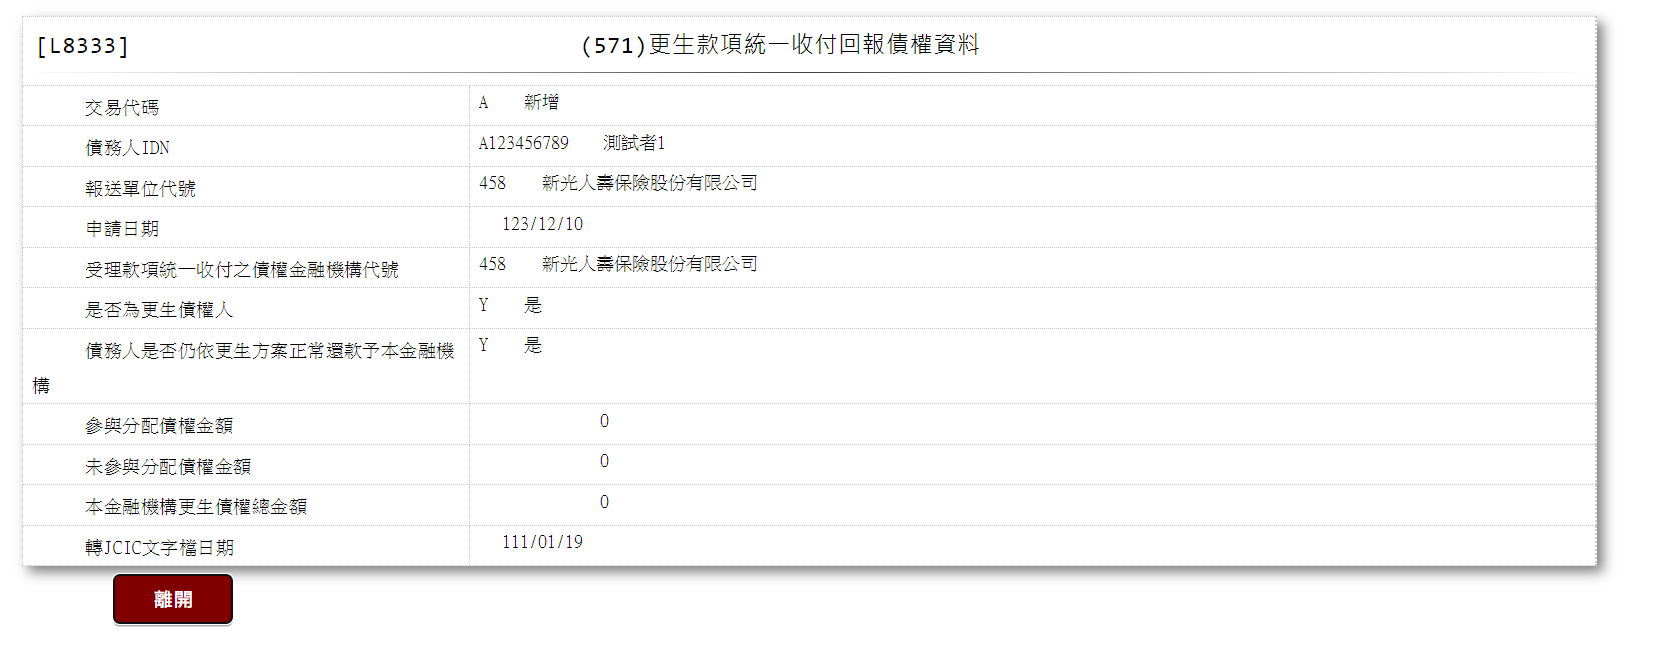 [L8333] (571)更生款項統一收付回報債權資料
交易代碼 A 新增
債務人IDN A123456789 測試者1
報送單位代號 458 新光人壽保險股份有限公司
申請日期 123/12/10
受理款項統一收付之債權金融機構代號 458 新光人壽保險股份有限公司
是否為更生債權人 Y 是
債務人是否仍依更生方案正常還款予本金融機 Y 是
構
參與分配債權金額 0
未參與分配債權金額 0
本金融機構更生債權總金額 0
轉JCIC文字檔日期 111/01/19
離開